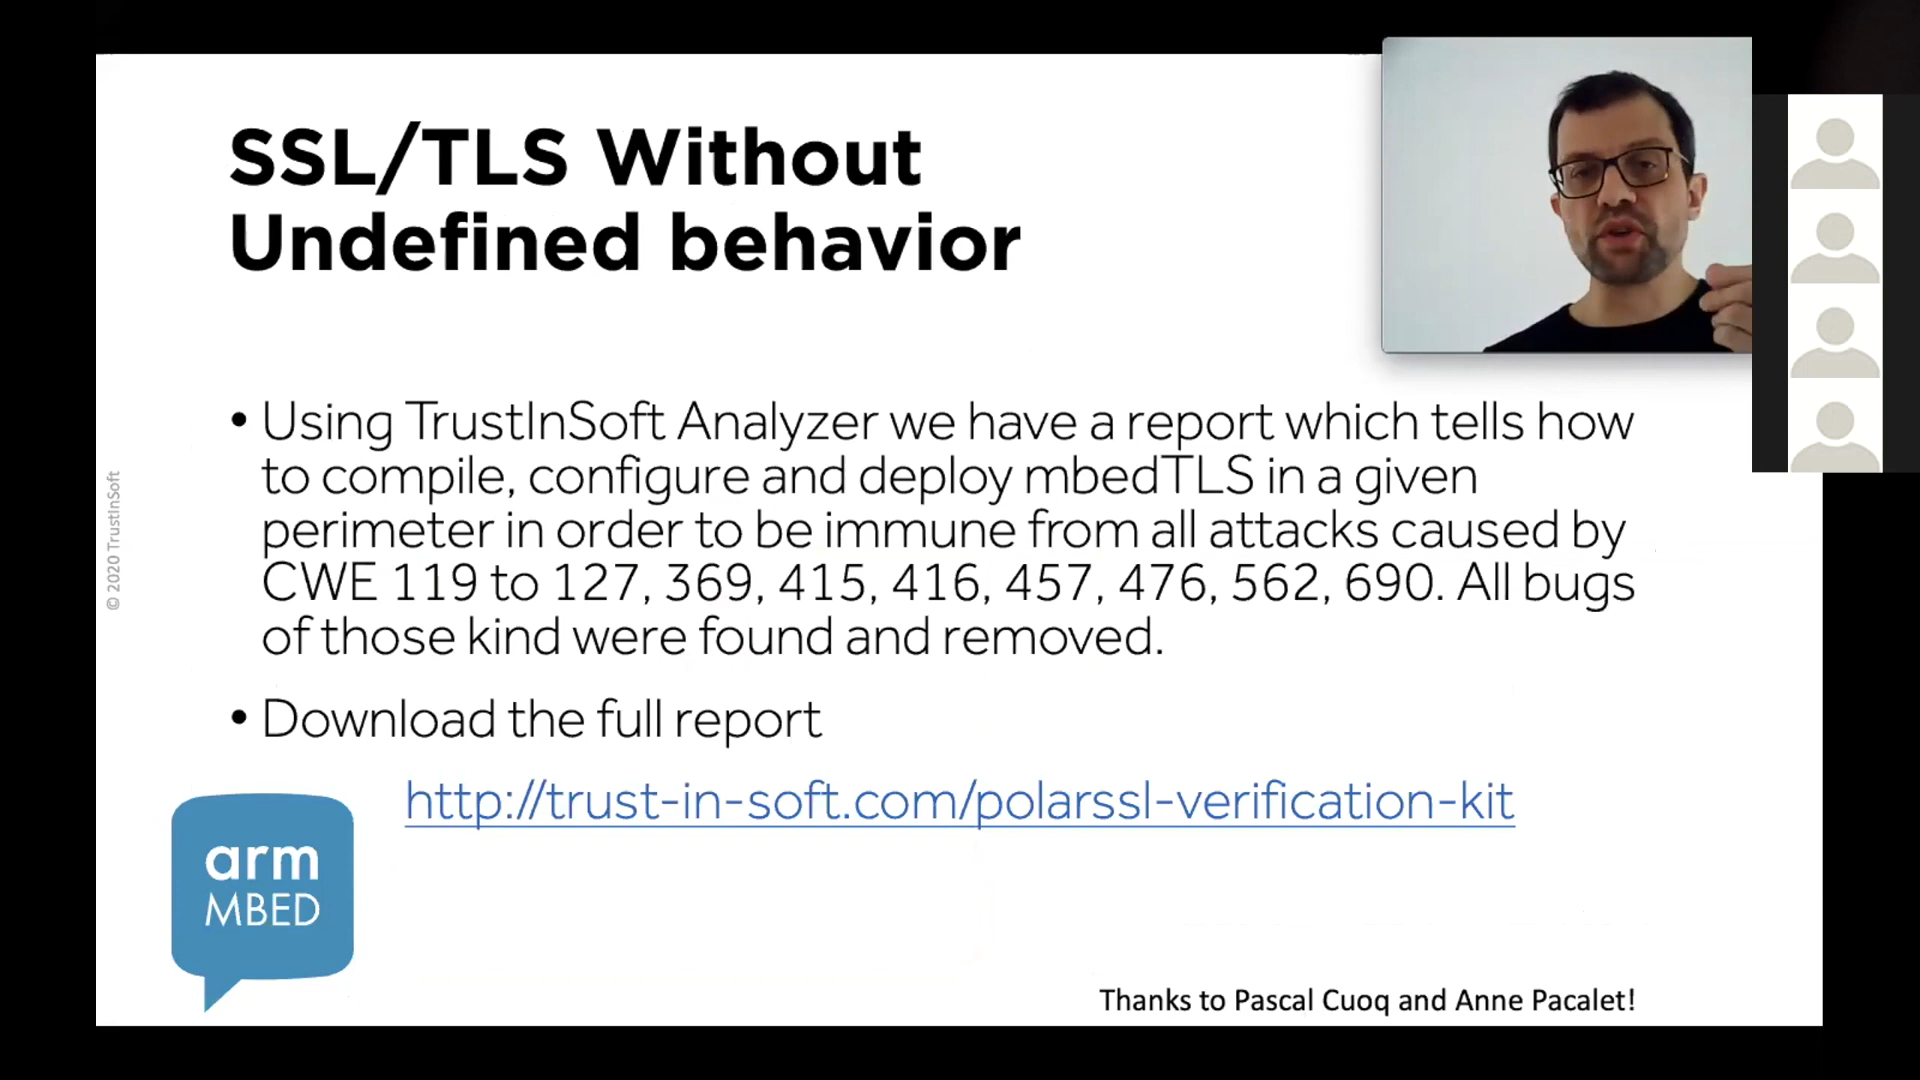 SSL/TLS Without
Undefined behavior
• Using TrustInSoft Analyzer we have a report which tells how
to compile, configure and deploy mbedTLS in a given
perimeter in order to be immune from all attacks caused by
CWE 119 to 127, 369, 415, 416, 457, 476, 562, 690. All bugs
of those kind were found and removed.
• Download the full report
http://trust-in-soft.com/polarssl-verification-kit
arm
MBED
Thanks to Pascal Cuoq and Anne Pacalet!
© 2020 TrustInSoft